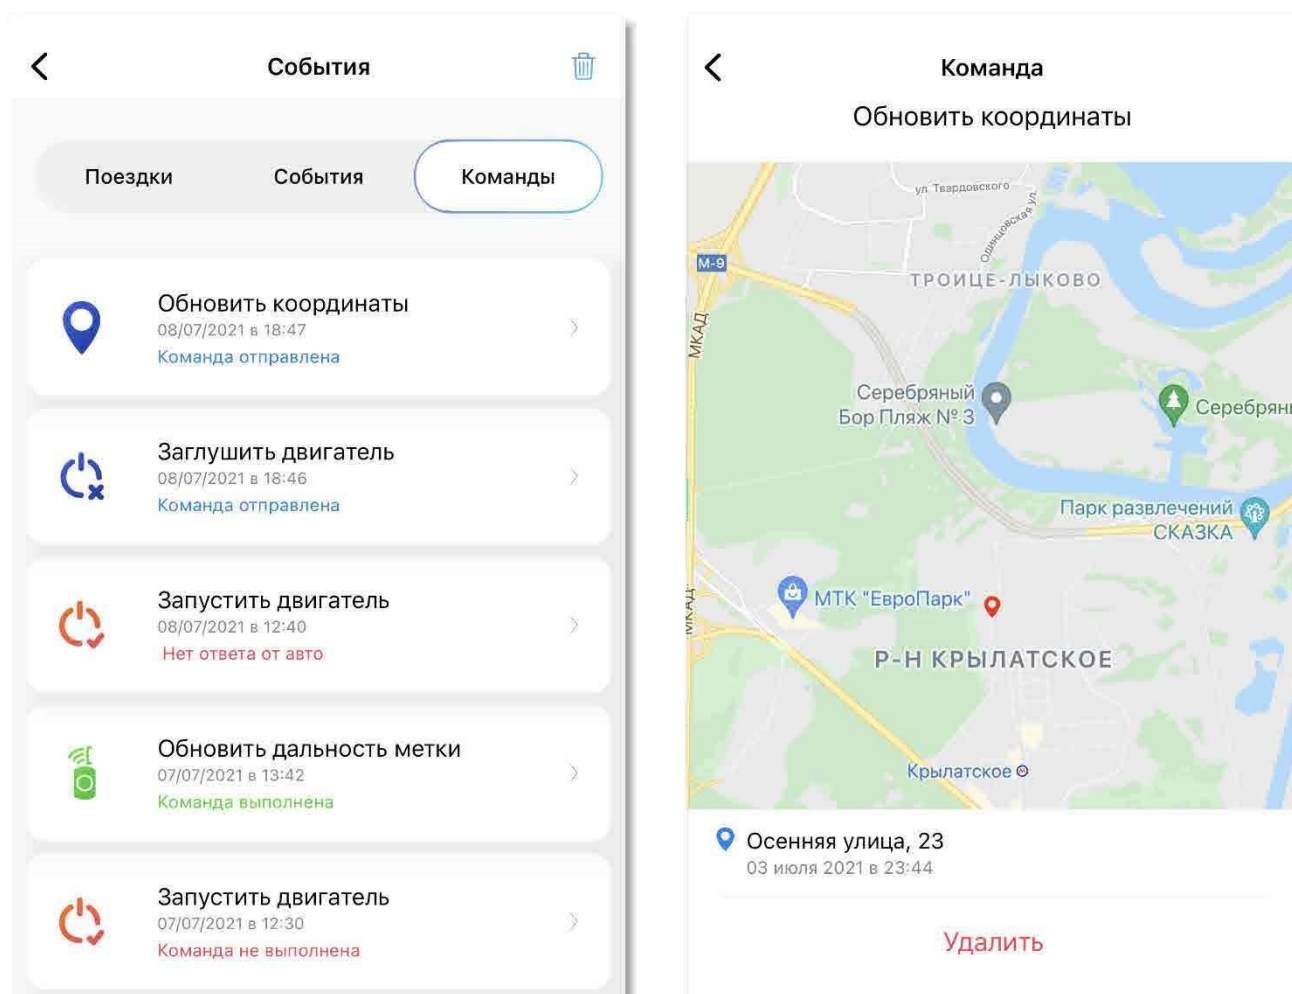 События
Поездки
События
Команды
Обновить координаты
08/07/2021 в 18:47
Команда отправлена
Заглушить двигатель
08/07/2021 в 18:46
Команда отправлена
Запустить двигатель
08/07/2021 в 12:40
Нет ответа от авто
Обновить дальность метки
07/07/2021 в 13:42
Команда выполнена
Запустить двигатель
07/07/2021 в 12:30
Команда не выполнена
Команда
Обновить координаты
ул. Твардовского
Одинцовская ул.
М-9
ТРОИЦЕ-ЛЫКОВО
МКАД
Серебряный
Бор Пляж № 3
Серебрян
Парк развлечений
СКАЗКА
МТК "ЕвроПарк"
МКАД
Р-Н КРЫЛАТСКОЕ
Крылатское
Осенняя улица, 23
03 июля 2021 в 23:44
Удалить